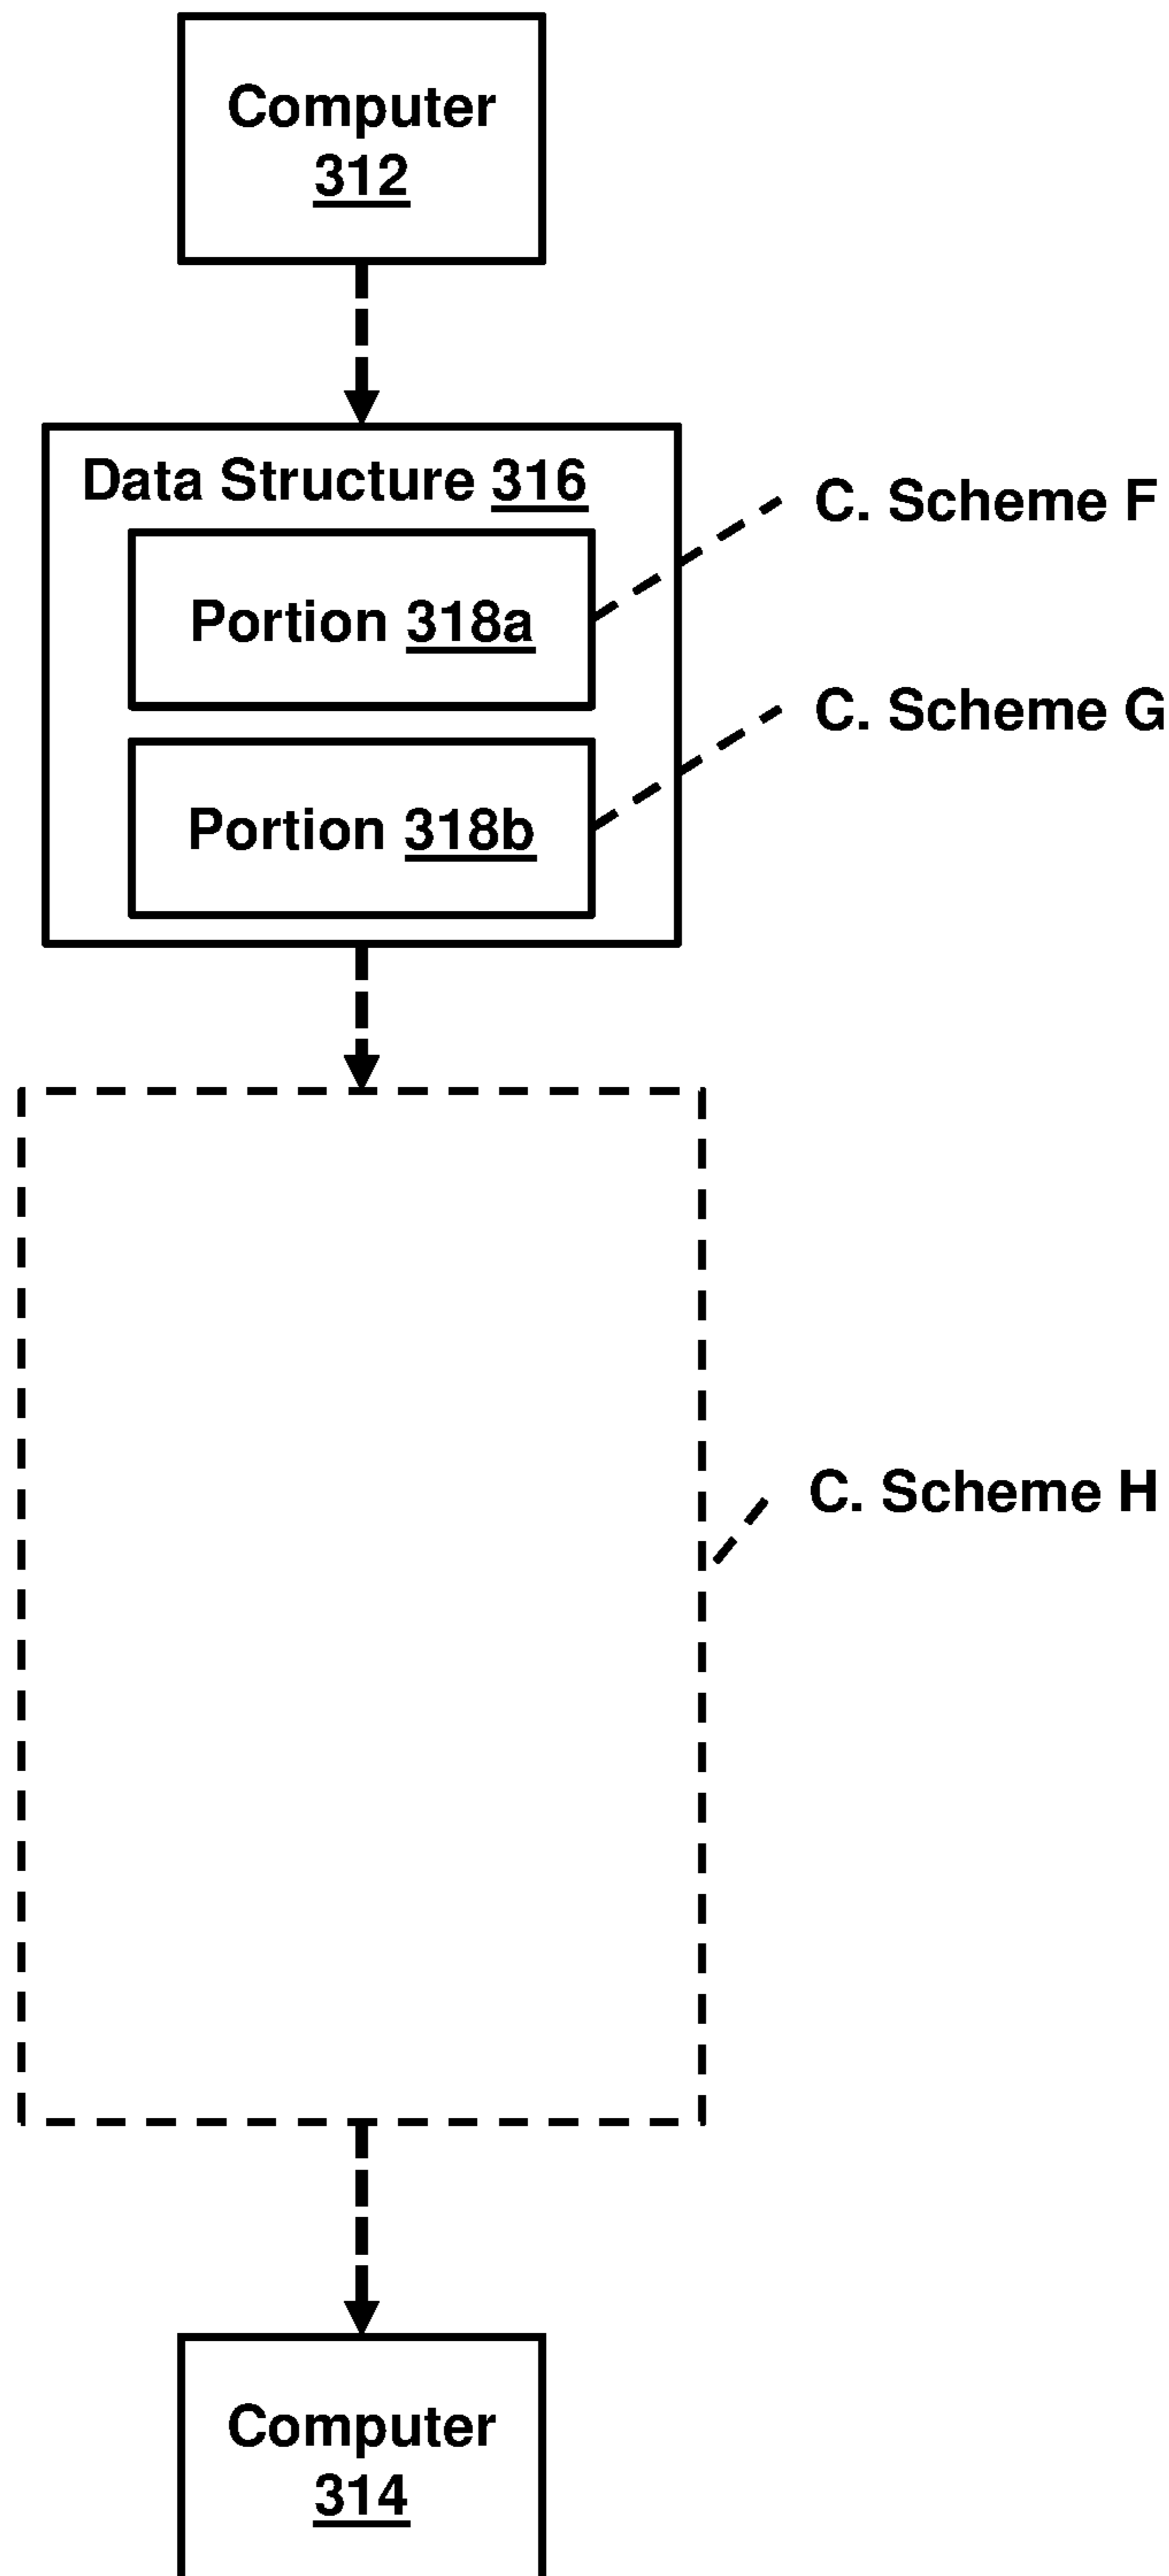 Computer
312
Data Structure 316
C. Scheme F
Portion 318a
C. Scheme G
Portion 318b
C. Scheme H
Computer
314